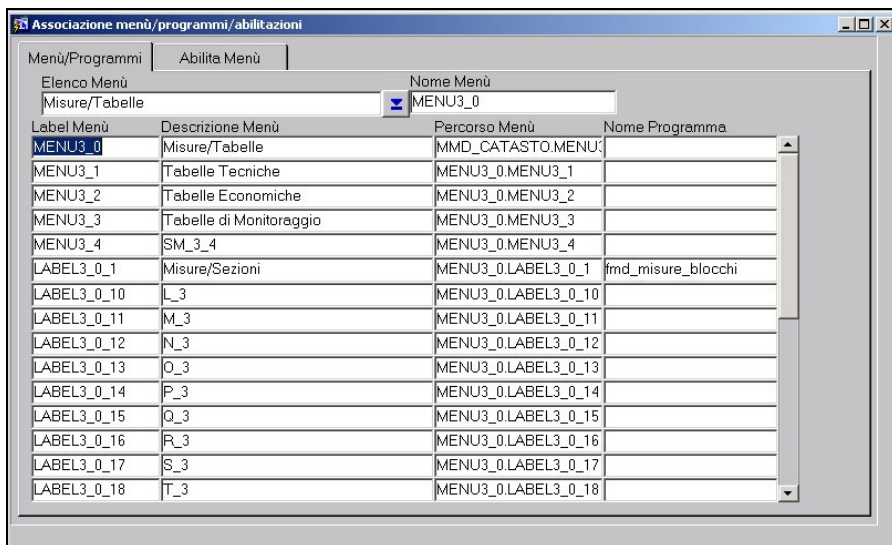 Associazione menù/programmi/abilitazioni
Menù/Programmi Abilita Menù
Elenco Menù Nome Menù
Misure/Tabelle MENU3_0
Label Menù Descrizione Menù Percorso Menù Nome Programma
MENU3_0 Misure/Tabelle MMD_CATASTO.MENU3
MENU3_1 Tabelle Tecniche MENU3_0.MENU3_1
MENU3_2 Tabelle Economiche MENU3_0.MENU3_2
MENU3_3 Tabelle di Monitoraggio MENU3_0.MENU3_3
MENU3_4 SM_3_4 MENU3_0.MENU3_4
LABEL3_0_1 Misure/Sezioni MENU3_0.LABEL3_0_1 fmd_misure_blocchi
LABEL3_0_10 L_3 MENU3_0.LABEL3_0_10
LABEL3_0_11 M_3 MENU3_0.LABEL3_0_11
LABEL3_0_12 N_3 MENU3_0.LABEL3_0_12
LABEL3_0_13 O_3 MENU3_0.LABEL3_0_13
LABEL3_0_14 P_3 MENU3_0.LABEL3_0_14
LABEL3_0_15 Q_3 MENU3_0.LABEL3_0_15
LABEL3_0_16 R_3 MENU3_0.LABEL3_0_16
LABEL3_0_17 S_3 MENU3_0.LABEL3_0_17
LABEL3_0_18 T_3 MENU3_0.LABEL3_0_18